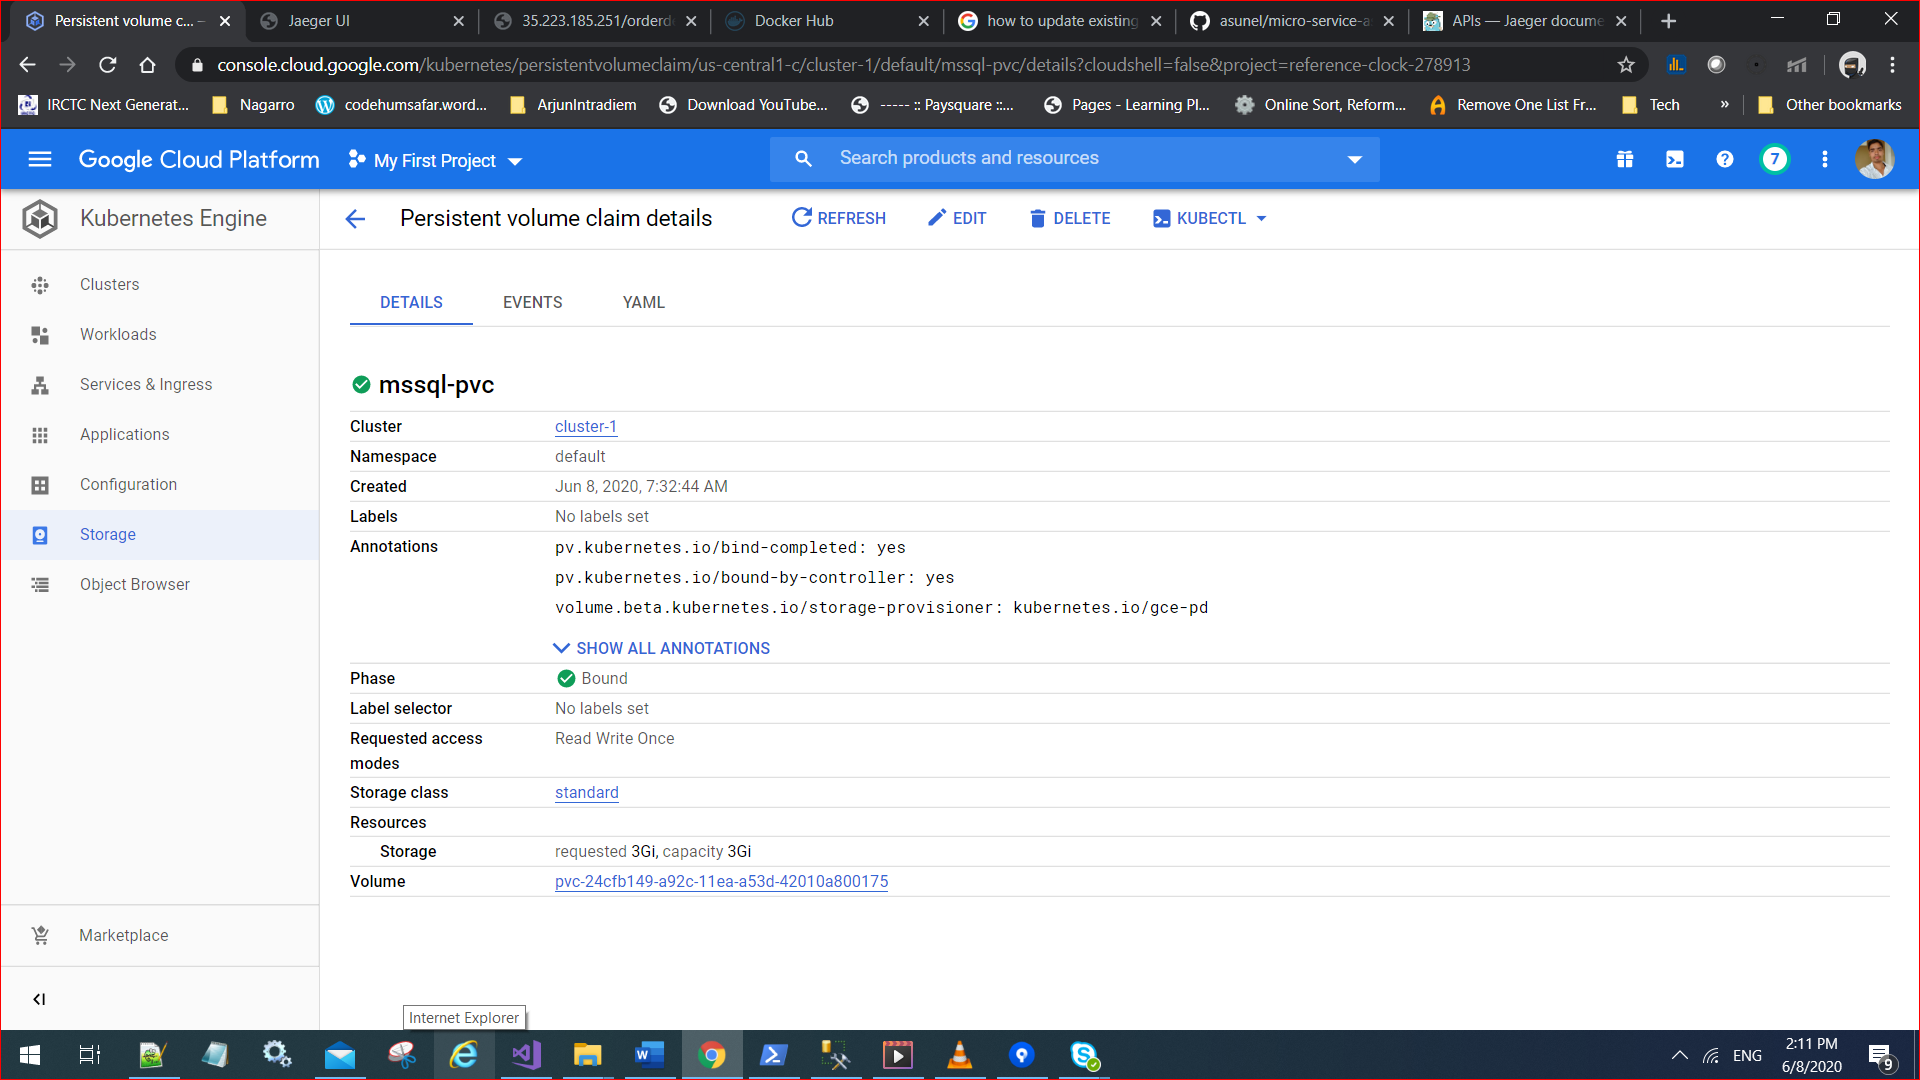 Persistent volume c... –
Jaeger UI
35.223.185.251/orderde
Docker Hub
how to update existing
asunel/micro-service-a
APIs — Jaeger docume
console.cloud.google.com/kubernetes/persistentvolumeclaim/us-central1-c/cluster-1/default/mssql-pvc/details?cloudshell=false&project=reference-clock-278913
IRCTC Next Generat...
Nagarro
codehumsafar.word...
ArjunIntradiem
Download YouTube...
----- :: Paysquare ::...
Pages - Learning Pl...
Online Sort, Reform...
Remove One List Fr...
Tech
»
Other bookmarks
Google Cloud Platform
My First Project
Search products and resources
7
Kubernetes Engine
Persistent volume claim details
REFRESH
EDIT
DELETE
KUBECTL
Clusters
Workloads
Services & Ingress
Applications
Configuration
Storage
Object Browser
Marketplace
DETAILS
EVENTS
YAML
mssql-pvc
Cluster cluster-1
Namespace default
Created Jun 8, 2020, 7:32:44 AM
Labels No labels set
Annotations pv.kubernetes.io/bind-completed: yes
pv.kubernetes.io/bound-by-controller: yes
volume.beta.kubernetes.io/storage-provisioner: kubernetes.io/gce-pd
SHOW ALL ANNOTATIONS
Phase Bound
Label selector No labels set
Requested access Read Write Once
modes
Storage class standard
Resources
Storage requested 3Gi, capacity 3Gi
Volume pvc-24cfb149-a92c-11ea-a53d-42010a800175
Internet Explorer
ENG
2:11 PM
6/8/2020
9